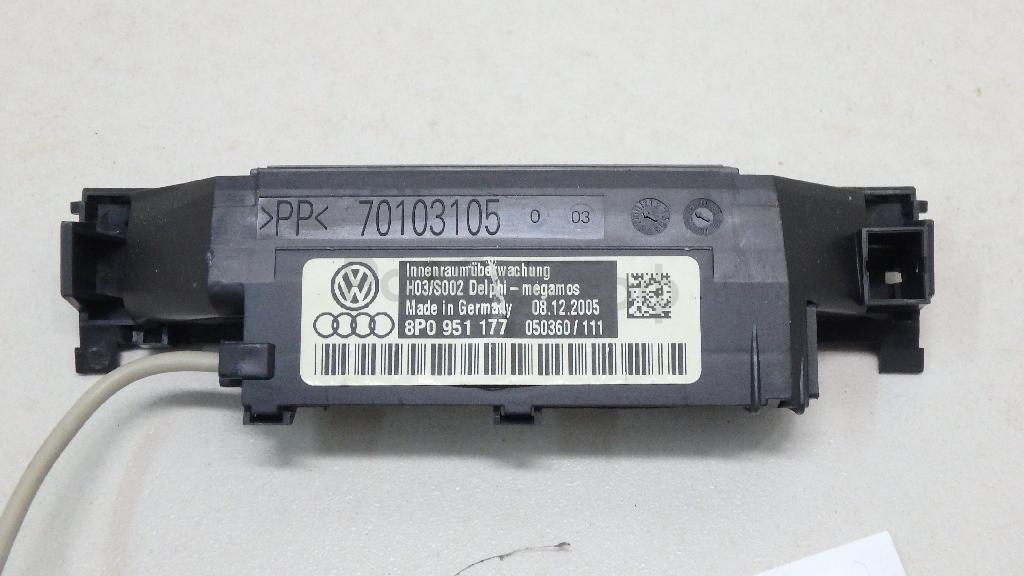 >PP< 70103105 0 03
Innenraumüberwachung
H03/S002 Delphi-megamos
Made in Germany 08.12.2005
8P0 951 177 050360/111